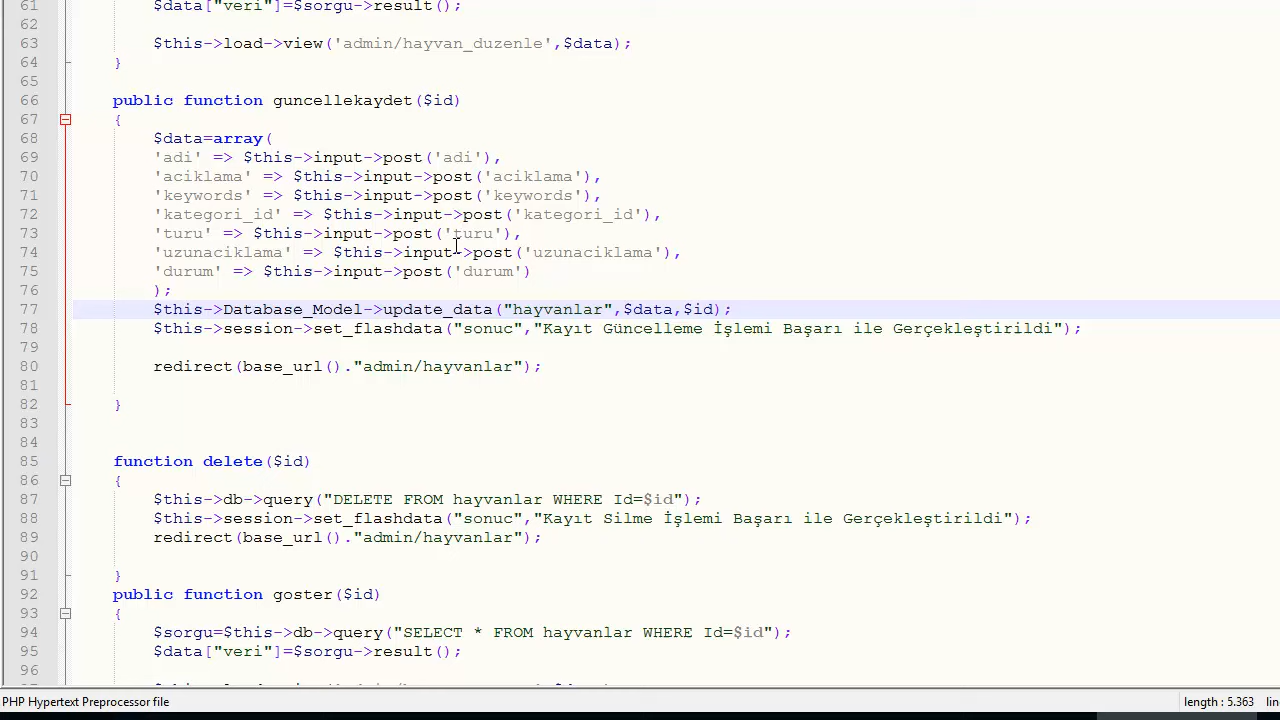 61 $data["veri"]=$sorgu->result();
62
63 $this->load->view('admin/hayvan_duzenle',$data);
64 }
65
66 public function guncellekaydet($id)
67 {
68 $data=array(
69 'adi' => $this->input->post('adi'),
70 'aciklama' => $this->input->post('aciklama'),
71 'keywords' => $this->input->post('keywords'),
72 'kategori_id' => $this->input->post('kategori_id'),
73 'turu' => $this->input->post('turu'),
74 'uzunaciklama' => $this->input->post('uzunaciklama'),
75 'durum' => $this->input->post('durum')
76 );
77 $this->Database_Model->update_data("hayvanlar",$data,$id);
78 $this->session->set_flashdata("sonuc","Kayıt Güncelleme İşlemi Başarı ile Gerçekleştirildi");
79
80 redirect(base_url()."admin/hayvanlar");
81
82 }
83
84
85 function delete($id)
86 {
87 $this->db->query("DELETE FROM hayvanlar WHERE Id=$id");
88 $this->session->set_flashdata("sonuc","Kayıt Silme İşlemi Başarı ile Gerçekleştirildi");
89 redirect(base_url()."admin/hayvanlar");
90
91 }
92 public function goster($id)
93 {
94 $sorgu=$this->db->query("SELECT * FROM hayvanlar WHERE Id=$id");
95 $data["veri"]=$sorgu->result();
96
PHP Hypertext Preprocessor file
length : 5.363 lin